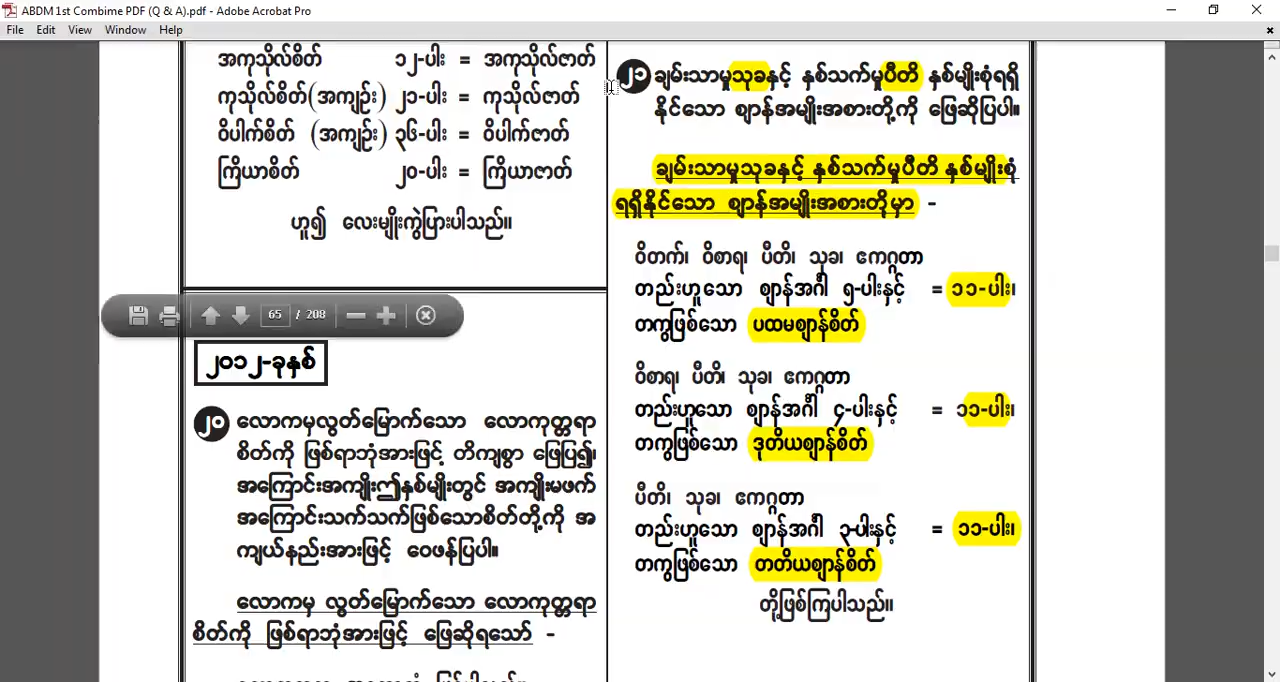 ABDM 1st Combime PDF (Q & A).pdf - Adobe Acrobat Pro
File Edit View Window Help
အကုသိုလ်စိတ် ၁၂-ပါး = အကုသိုလ်ဇာတ်
ကုသိုလ်စိတ်(အကျဉ်း) ၂၁-ပါး = ကုသိုလ်ဇာတ်
ဝိပါက်စိတ် (အကျဉ်း) ၃၆-ပါး = ဝိပါက်ဇာတ်
ကြိယာစိတ် ၂၀-ပါး = ကြိယာဇာတ်
ဟူ၍ လေးမျိုးကွဲပြားပါသည်။
65 / 208
၂၀၁၂-ခုနှစ်
၂၀ လောကမှလွတ်မြောက်သော လောကုတ္တရာ
စိတ်ကို ဖြစ်ရာဘုံအားဖြင့် တိကျစွာ ဖြေပြ၍၊
အကြောင်းအကျိုးဤနှစ်မျိုးတွင် အကျိုးမဖက်
အကြောင်းသက်သက်ဖြစ်သောစိတ်တို့ကို အ
ကျယ်နည်းအားဖြင့် ဝေဖန်ပြပါ။
လောကမှ လွတ်မြောက်သော လောကုတ္တရာ
စိတ်ကို ဖြစ်ရာဘုံအားဖြင့် ဖြေဆိုရသော် -
၂၁ ချမ်းသာမှုသုခနှင့် နှစ်သက်မှုပီတိ နှစ်မျိုးစုံရရှိ
နိုင်သော ဈာန်အမျိုးအစားတို့ကို ဖြေဆိုပြပါ။
ချမ်းသာမှုသုခနှင့် နှစ်သက်မှုပီတိ နှစ်မျိုးစုံ
ရရှိနိုင်သော ဈာန်အမျိုးအစားတို့မှာ -
ဝိတက်၊ ဝိစာရ၊ ပီတိ၊ သုခ၊ ဧကဂ္ဂတာ
တည်းဟူသော ဈာန်အင်္ဂါ ၅-ပါးနှင့် = ၁၁-ပါး၊
တကွဖြစ်သော ပထမဈာန်စိတ်
ဝိစာရ၊ ပီတိ၊ သုခ၊ ဧကဂ္ဂတာ
တည်းဟူသော ဈာန်အင်္ဂါ ၄-ပါးနှင့် = ၁၁-ပါး၊
တကွဖြစ်သော ဒုတိယဈာန်စိတ်
ပီတိ၊ သုခ၊ ဧကဂ္ဂတာ
တည်းဟူသော ဈာန်အင်္ဂါ ၃-ပါးနှင့် = ၁၁-ပါး၊
တကွဖြစ်သော တတိယဈာန်စိတ်
တို့ဖြစ်ကြပါသည်။